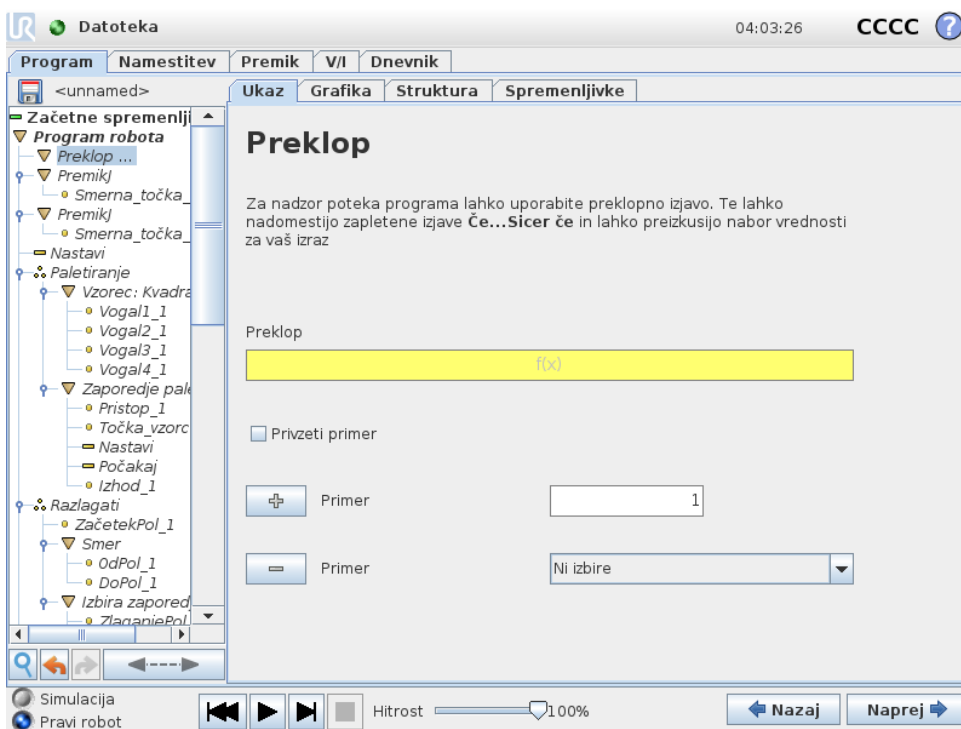 UR Datoteka 04:03:26 CCCC ?
Program Namestitev Premik V/I Dnevnik
<unnamed>
Ukaz Grafika Struktura Spremenljivke
Začetne spremenlji
Program robota
Preklop ...
PremikJ
Smerna_točka_
PremikJ
Smerna_točka_
Nastavi
Paletiranje
Vzorec: Kvadra
Vogal1_1
Vogal2_1
Vogal3_1
Vogal4_1
Zaporedje pale
Pristop_1
Točka_vzorc
Nastavi
Počakaj
Izhod_1
Razlagati
ZačetekPol_1
Smer
OdPol_1
DoPol_1
Izbira zapored
ZlaganjePol
Preklop
Za nadzor poteka programa lahko uporabite preklopno izjavo. Te lahko
nadomestijo zapletene izjave Če...Sicer če in lahko preizkusijo nabor vrednosti
za vaš izraz
Preklop
f(x)
Privzeti primer
Primer 1
Primer Ni izbire
Simulacija
Pravi robot
Hitrost 100%
Nazaj Naprej